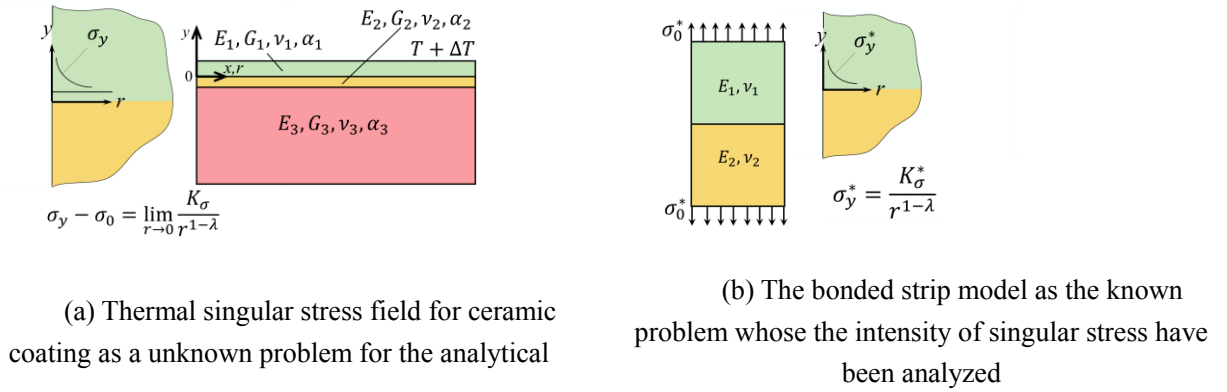 y
σ_y
r
σ_y − σ_0 = lim_{r→0} K_σ / r^{1−λ}
E_2, G_2, ν_2, α_2
y
E_1, G_1, ν_1, α_1
T + ΔT
0
x,r
E_3, G_3, ν_3, α_3
(a) Thermal singular stress field for ceramic
coating as a unknown problem for the analytical
σ_0^*
E_1, ν_1
E_2, ν_2
σ_0^*
y
σ_y^*
r
σ_y^* = K_σ^* / r^{1−λ}
(b) The bonded strip model as the known
problem whose the intensity of singular stress have
been analyzed